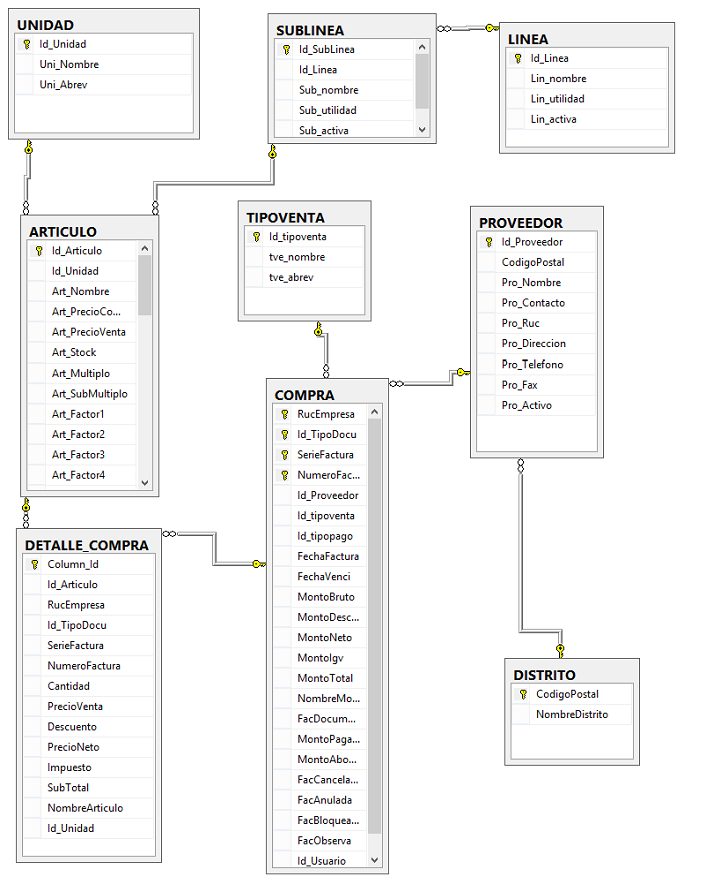 UNIDAD
Id_Unidad
Uni_Nombre
Uni_Abrev
SUBLINEA
Id_SubLinea
Id_Linea
Sub_nombre
Sub_utilidad
Sub_activa
LINEA
Id_Linea
Lin_nombre
Lin_utilidad
Lin_activa
ARTICULO
Id_Articulo
Id_Unidad
Art_Nombre
Art_PrecioCo...
Art_PrecioVenta
Art_Stock
Art_Multiplo
Art_SubMultiplo
Art_Factor1
Art_Factor2
Art_Factor3
Art_Factor4
TIPOVENTA
Id_tipoventa
tve_nombre
tve_abrev
PROVEEDOR
Id_Proveedor
CodigoPostal
Pro_Nombre
Pro_Contacto
Pro_Ruc
Pro_Direccion
Pro_Telefono
Pro_Fax
Pro_Activo
COMPRA
RucEmpresa
Id_TipoDocu
SerieFactura
NumeroFac...
Id_Proveedor
Id_tipoventa
Id_tipopago
FechaFactura
FechaVenci
MontoBruto
MontoDesc...
MontoNeto
MontoIgv
MontoTotal
NombreMo...
FacDocum...
MontoPaga...
MontoAbo...
FacCancela...
FacAnulada
FacBloquea...
FacObserva
Id_Usuario
DETALLE_COMPRA
Column_Id
Id_Articulo
RucEmpresa
Id_TipoDocu
SerieFactura
NumeroFactura
Cantidad
PrecioVenta
Descuento
PrecioNeto
Impuesto
SubTotal
NombreArticulo
Id_Unidad
DISTRITO
CodigoPostal
NombreDistrito